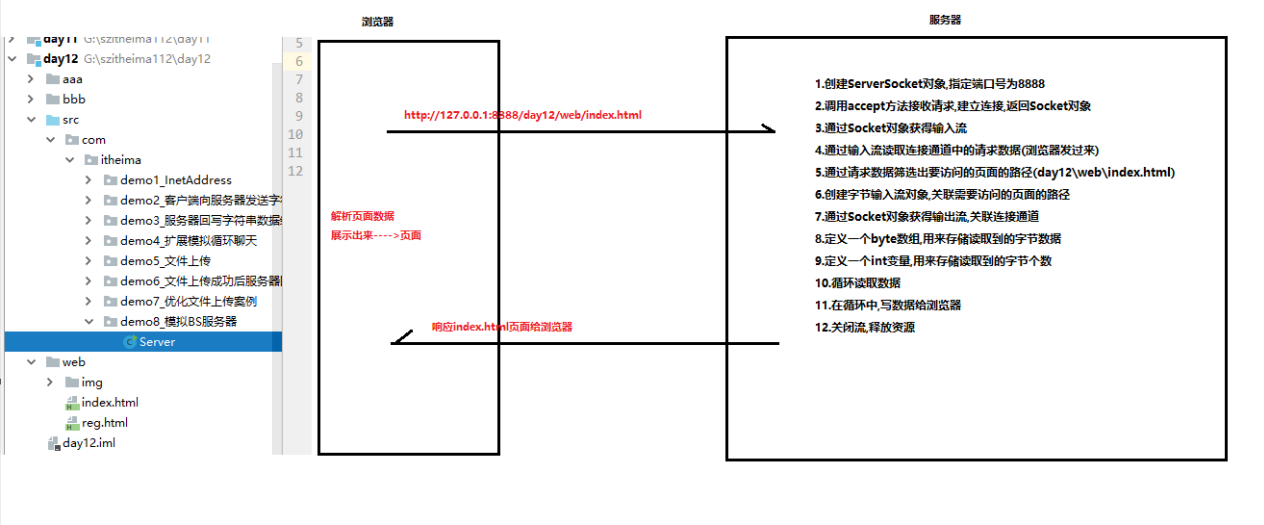 浏览器
服务器
day11 G:\szitheima112\day11
day12 G:\szitheima112\day12
aaa
bbb
src
com
itheima
demo1_InetAddress
demo2_客户端向服务器发送字
demo3_服务器回写字符串数据
demo4_扩展模拟循环聊天
demo5_文件上传
demo6_文件上传成功后服务器
demo7_优化文件上传案例
demo8_模拟BS服务器
Server
web
img
index.html
reg.html
day12.iml
5
6
7
8
9
10
11
12
http://127.0.0.1:8888/day12/web/index.html
解析页面数据
展示出来---->页面
响应index.html页面给浏览器
1.创建ServerSocket对象,指定端口号为8888
2.调用accept方法接收请求,建立连接,返回Socket对象
3.通过Socket对象获得输入流
4.通过输入流读取连接通道中的请求数据(浏览器发过来)
5.通过请求数据筛选出要访问的页面的路径(day12\web\index.html)
6.创建字节输入流对象,关联需要访问的页面的路径
7.通过Socket对象获得输出流,关联连接通道
8.定义一个byte数组,用来存储读取到的字节数据
9.定义一个int变量,用来存储读取到的字节个数
10.循环读取数据
11.在循环中,写数据给浏览器
12.关闭流,释放资源